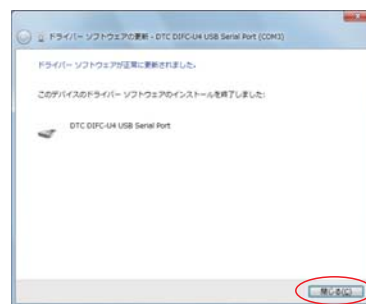 ドライバー ソフトウェアの更新 - DTC DIFC-U4 USB Serial Port (COM3)
ドライバー ソフトウェアが正常に更新されました。
このデバイスのドライバー ソフトウェアのインストールを終了しました:
DTC DIFC-U4 USB Serial Port
閉じる(C)